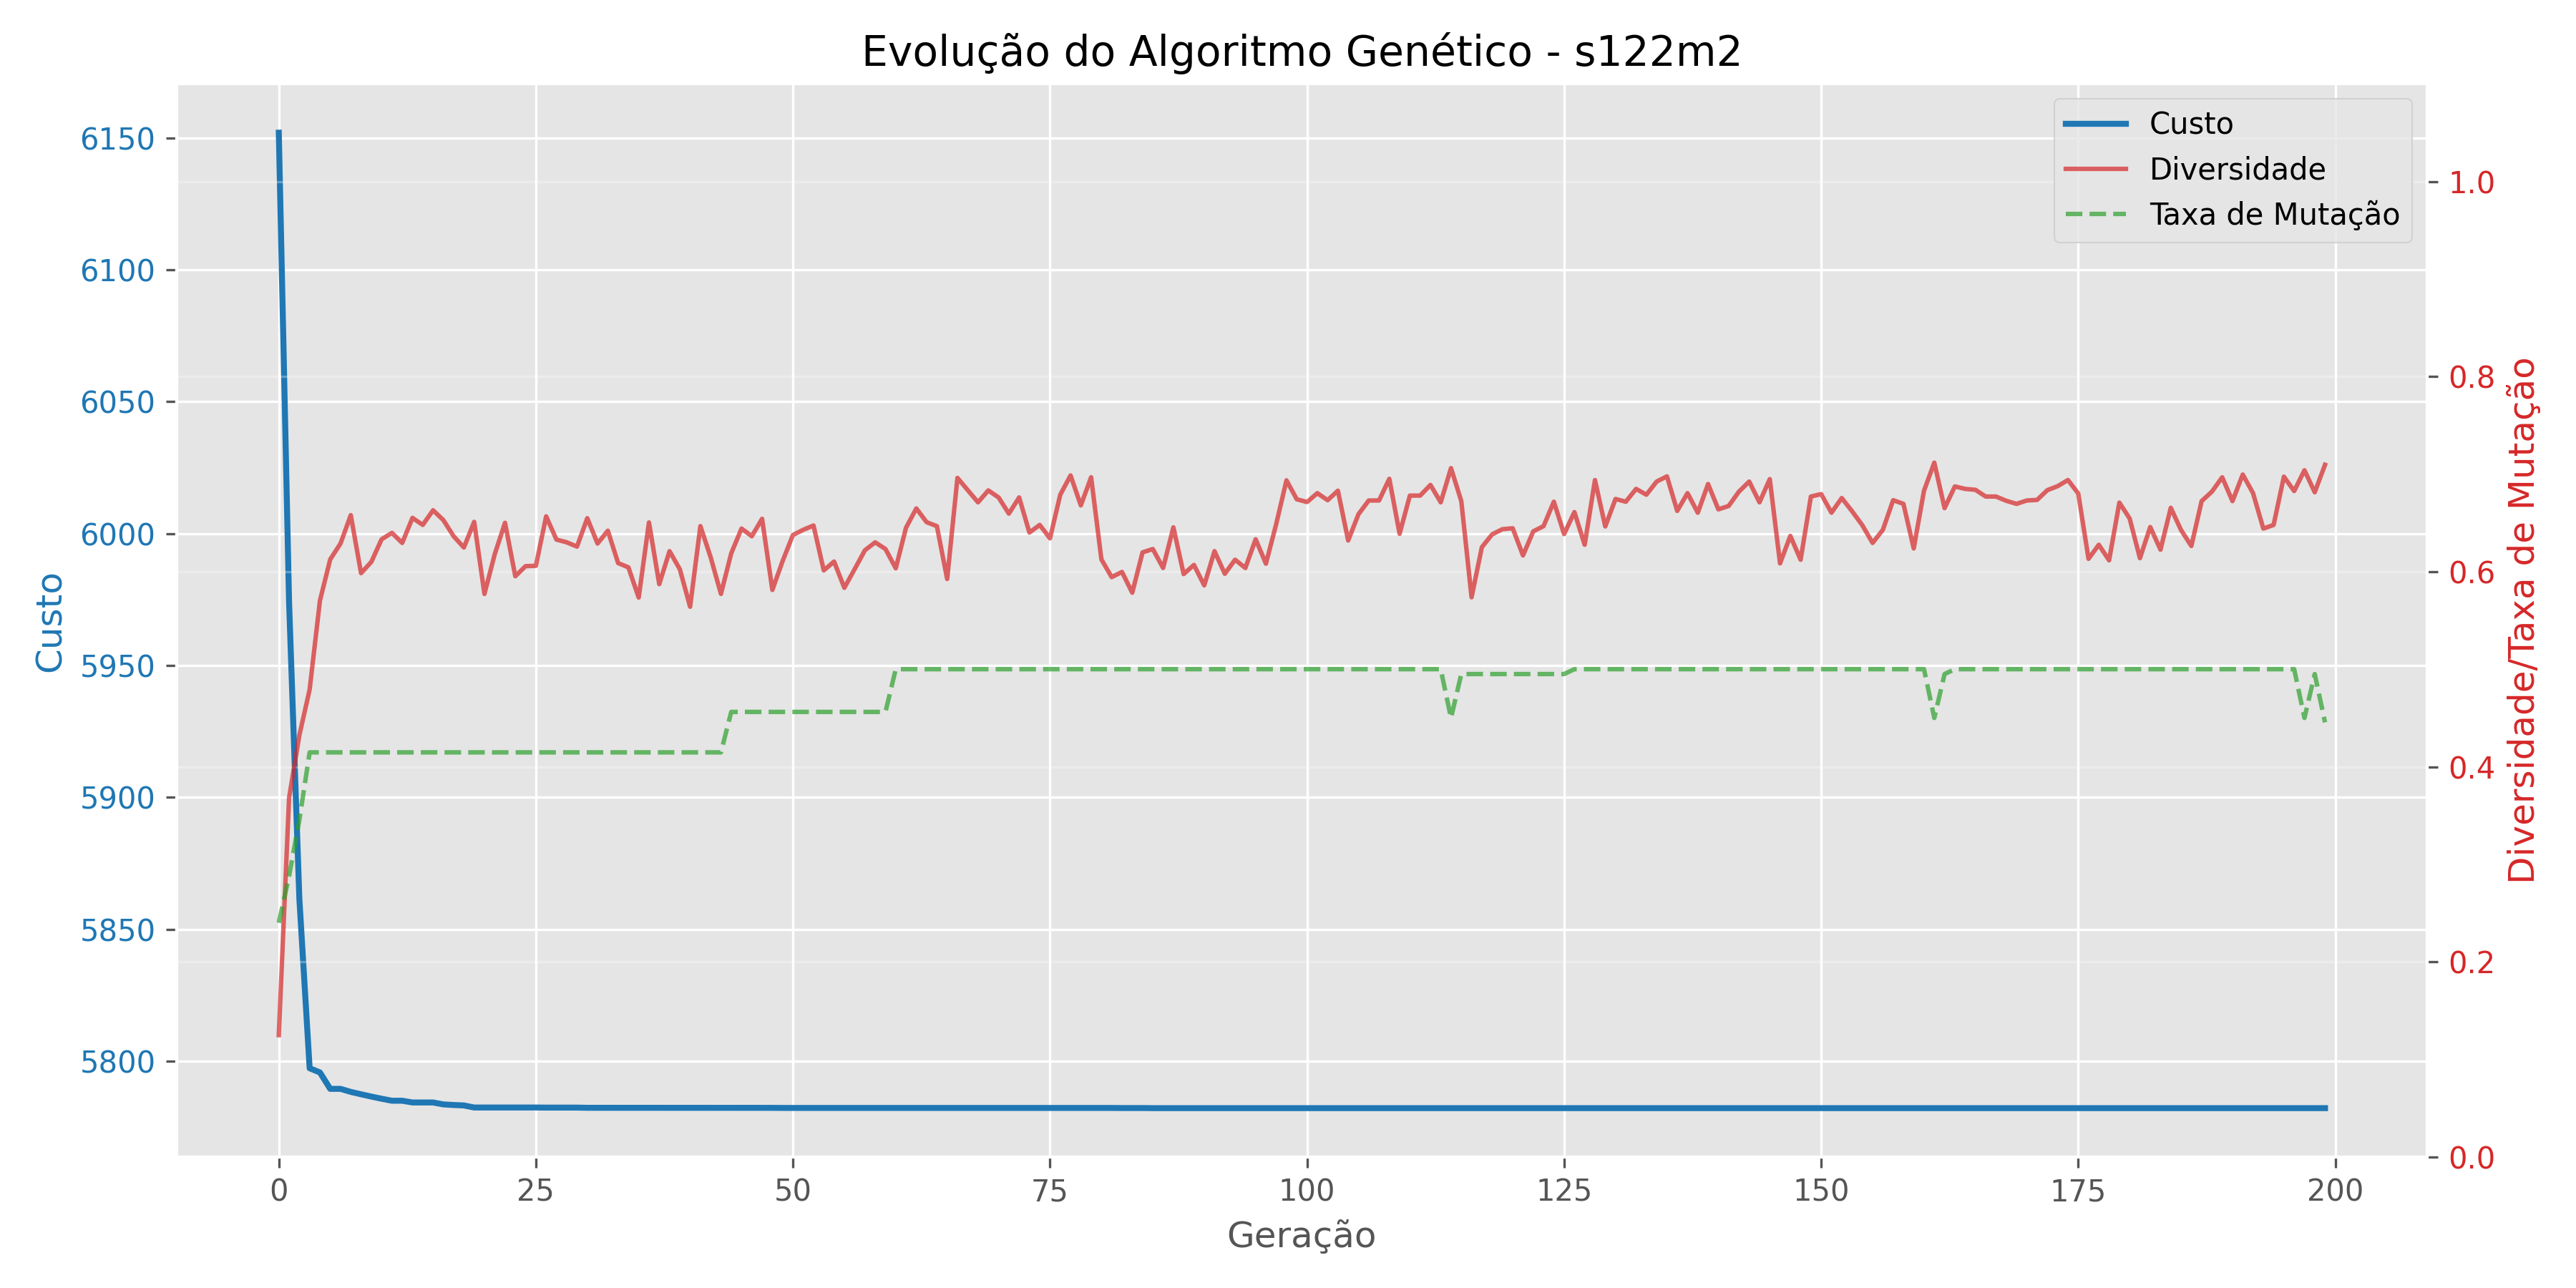 Evolução do Algoritmo Genético - s122m2
Custo
Diversidade
Taxa de Mutação
6150
6100
6050
6000
5950
5900
5850
5800
Custo
1.0
0.8
0.6
0.4
0.2
0.0
Diversidade/Taxa de Mutação
0 25 50 75 100 125 150 175 200
Geração